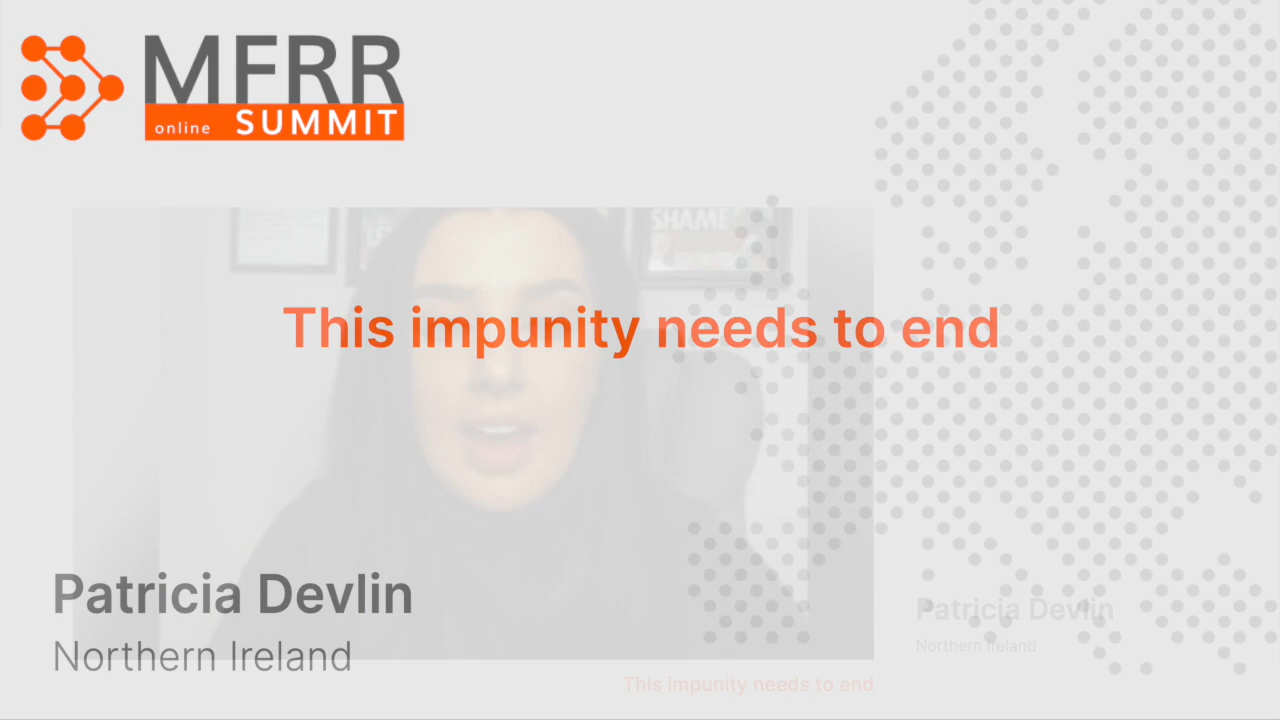 MFRR
online SUMMIT
SHAME
This impunity needs to end
Patricia Devlin
Northern Ireland
Patricia Devlin
Northern Ireland
This impunity needs to end